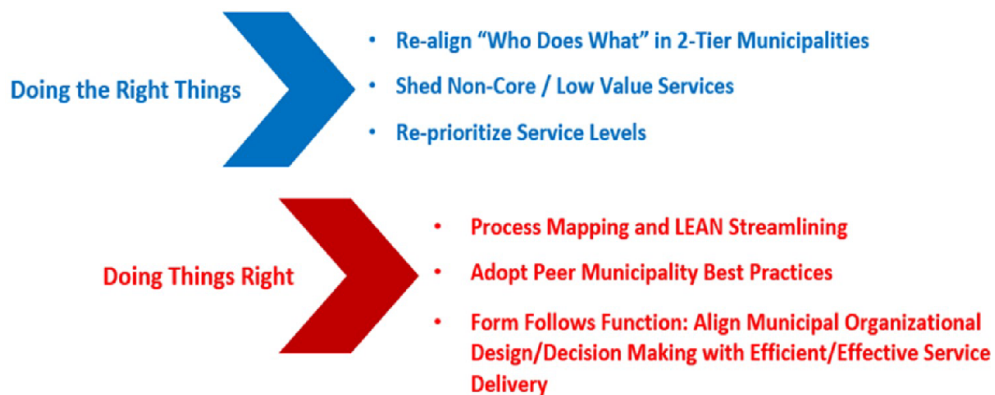 Doing the Right Things
• Re-align “Who Does What” in 2-Tier Municipalities
• Shed Non-Core / Low Value Services
• Re-prioritize Service Levels
Doing Things Right
• Process Mapping and LEAN Streamlining
• Adopt Peer Municipality Best Practices
• Form Follows Function: Align Municipal Organizational
Design/Decision Making with Efficient/Effective Service
Delivery